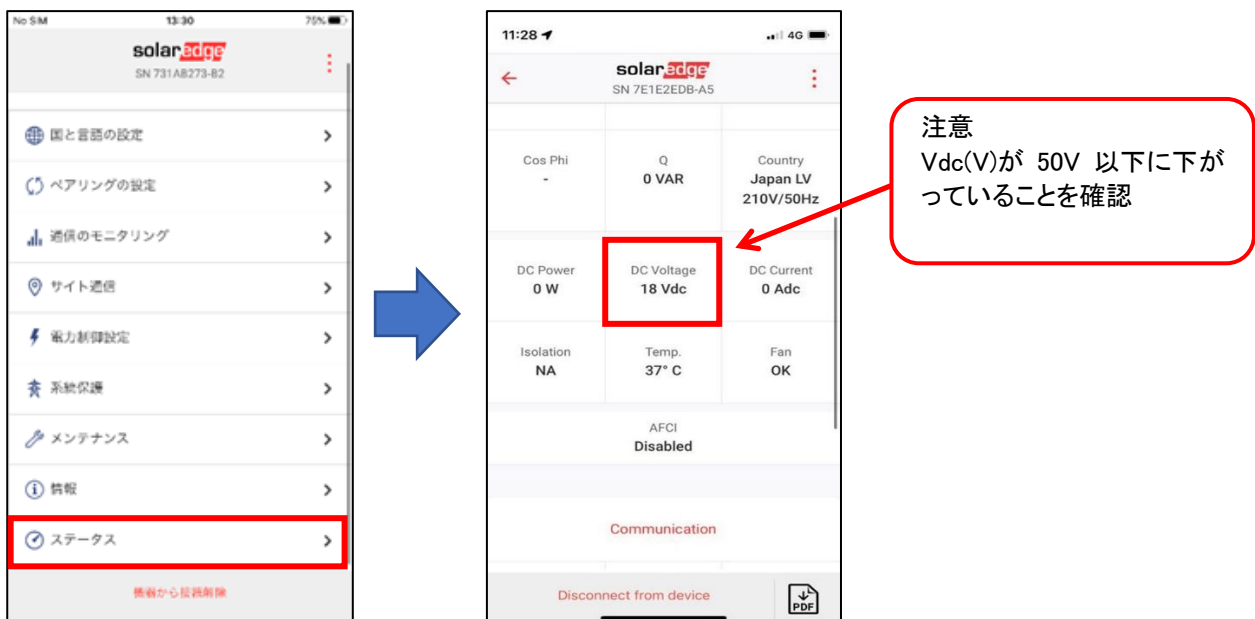 No SIM 13:30 75%
solaredge
SN 731AB273-B2
国と言語の設定
ペアリングの設定
通信のモニタリング
サイト通信
電力制御設定
系統保護
メンテナンス
情報
ステータス
機器から接続解除
11:28 4G
solaredge
SN 7E1E2EDB-A5
Cos Phi Q Country
- 0 VAR Japan LV
210V/50Hz
DC Power DC Voltage DC Current
0 W 18 Vdc 0 Adc
Isolation Temp. Fan
NA 37° C OK
AFCI
Disabled
Communication
Disconnect from device
PDF
注意
Vdc(V)が 50V 以下に下が
っていることを確認